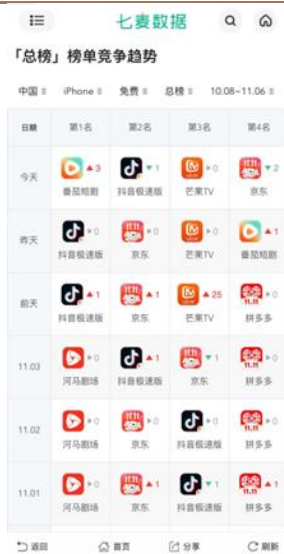 七麦数据
「总榜」榜单竞争趋势
中国 iPhone 免费 总榜 10.08~11.06
日期 第1名 第2名 第3名 第4名
今天 ▲3 ▼1 ▶0 ▼2
番茄短剧 抖音极速版 芒果TV 京东
昨天 ▶0 ▶0 ▶0 ▲1
抖音极速版 京东 芒果TV 番茄短剧
前天 ▲1 ▲1 ▲25 ▶0
抖音极速版 京东 芒果TV 拼多多
11.03 ▶0 ▲1 ▼1 ▶0
河马剧场 抖音极速版 京东 拼多多
11.02 ▶0 ▶0 ▶0 ▶0
河马剧场 京东 抖音极速版 拼多多
11.01 ▶0 ▲1 ▼1 ▲1
河马剧场 京东 抖音极速版 拼多多
返回 首页 分享 刷新